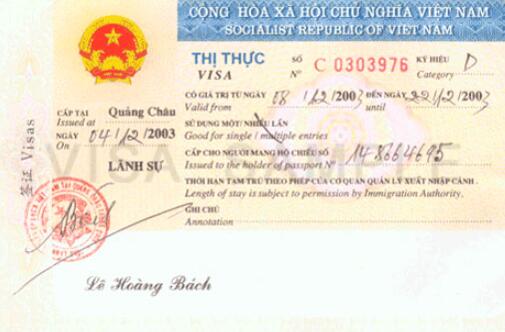 CỘNG HÒA XÃ HỘI CHỦ NGHĨA VIỆT NAM
SOCIALIST REPUBLIC OF VIET NAM
THỊ THỰC
VISA
SỐ
Nº
C 0303976
KÝ HIỆU
Category
D
CÓ GIÁ TRỊ TỪ NGÀY 08/12/2003 ĐẾN NGÀY 22/12/2003
Valid from until
CẤP TẠI Quảng Châu
Issued at
NGÀY 04/12/2003
On
LÃNH SỰ
SỬ DỤNG MỘT/NHIỀU LẦN
Good for single / multiple entries
CẤP CHO NGƯỜI MANG HỘ CHIẾU SỐ 148664695
Issued to the holder of passport Nº
THỜI HẠN TẠM TRÚ THEO PHÉP CỦA CƠ QUAN QUẢN LÝ XUẤT NHẬP CẢNH.
Length of stay is subject to permission by Immigration Authority.
GHI CHÚ
Annotation
签证 Visas
VISA
Lê Hoàng Bách